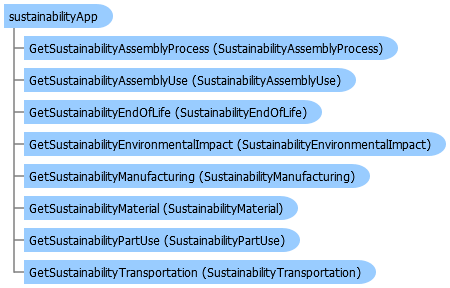 sustainabilityApp
GetSustainabilityAssemblyProcess (SustainabilityAssemblyProcess)
GetSustainabilityAssemblyUse (SustainabilityAssemblyUse)
GetSustainabilityEndOfLife (SustainabilityEndOfLife)
GetSustainabilityEnvironmentalImpact (SustainabilityEnvironmentalImpact)
GetSustainabilityManufacturing (SustainabilityManufacturing)
GetSustainabilityMaterial (SustainabilityMaterial)
GetSustainabilityPartUse (SustainabilityPartUse)
GetSustainabilityTransportation (SustainabilityTransportation)